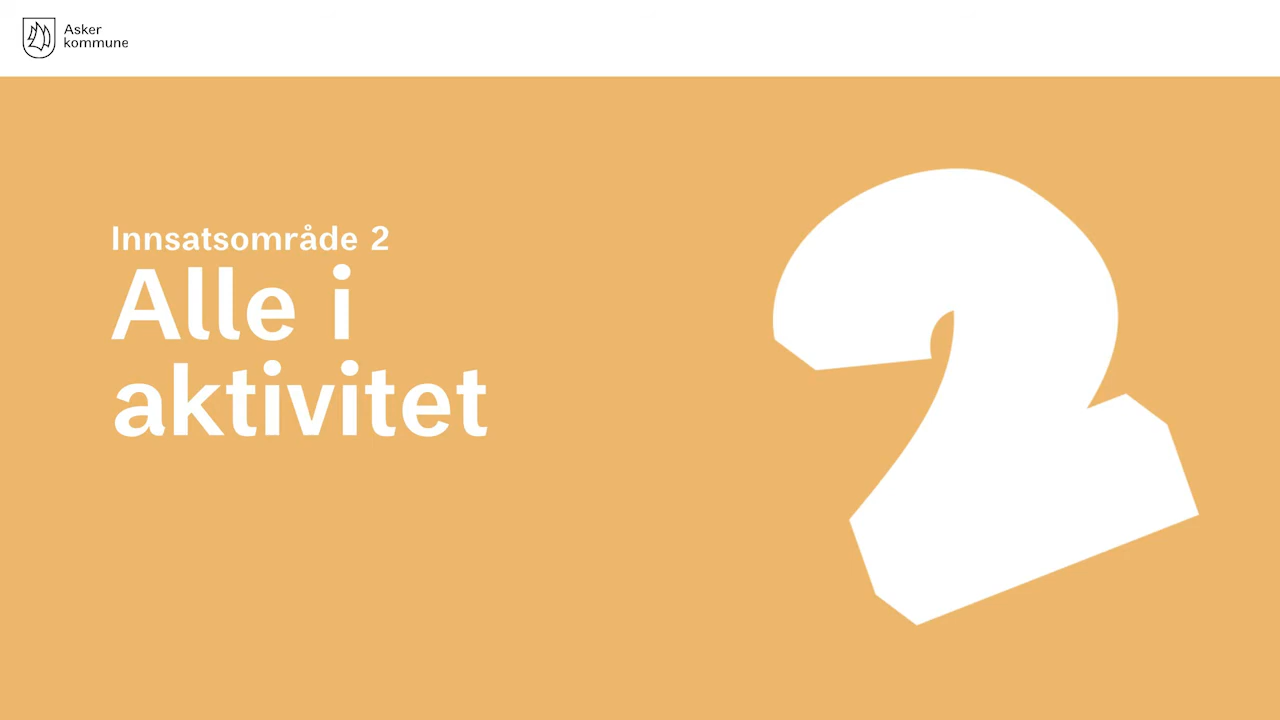 Asker
kommune
Innsatsområde 2
Alle i
aktivitet
2